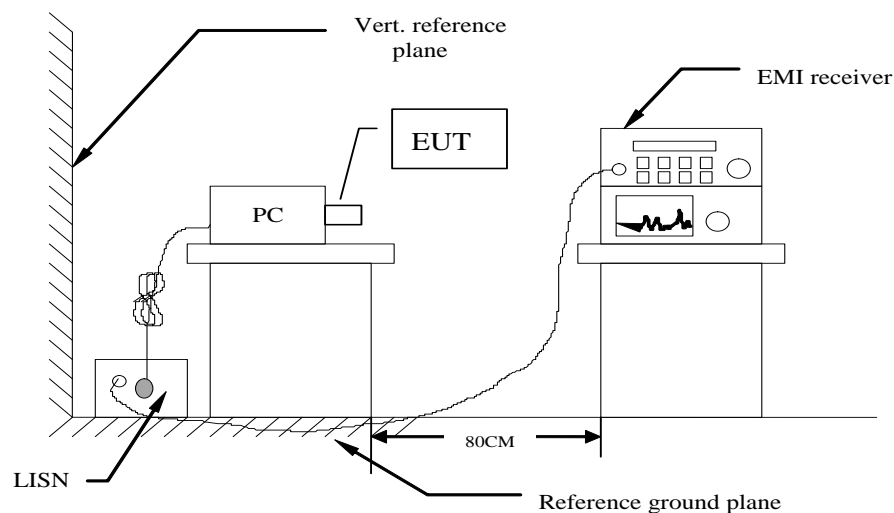 Vert. reference
plane
EMI receiver
EUT
PC
80CM
LISN
Reference ground plane